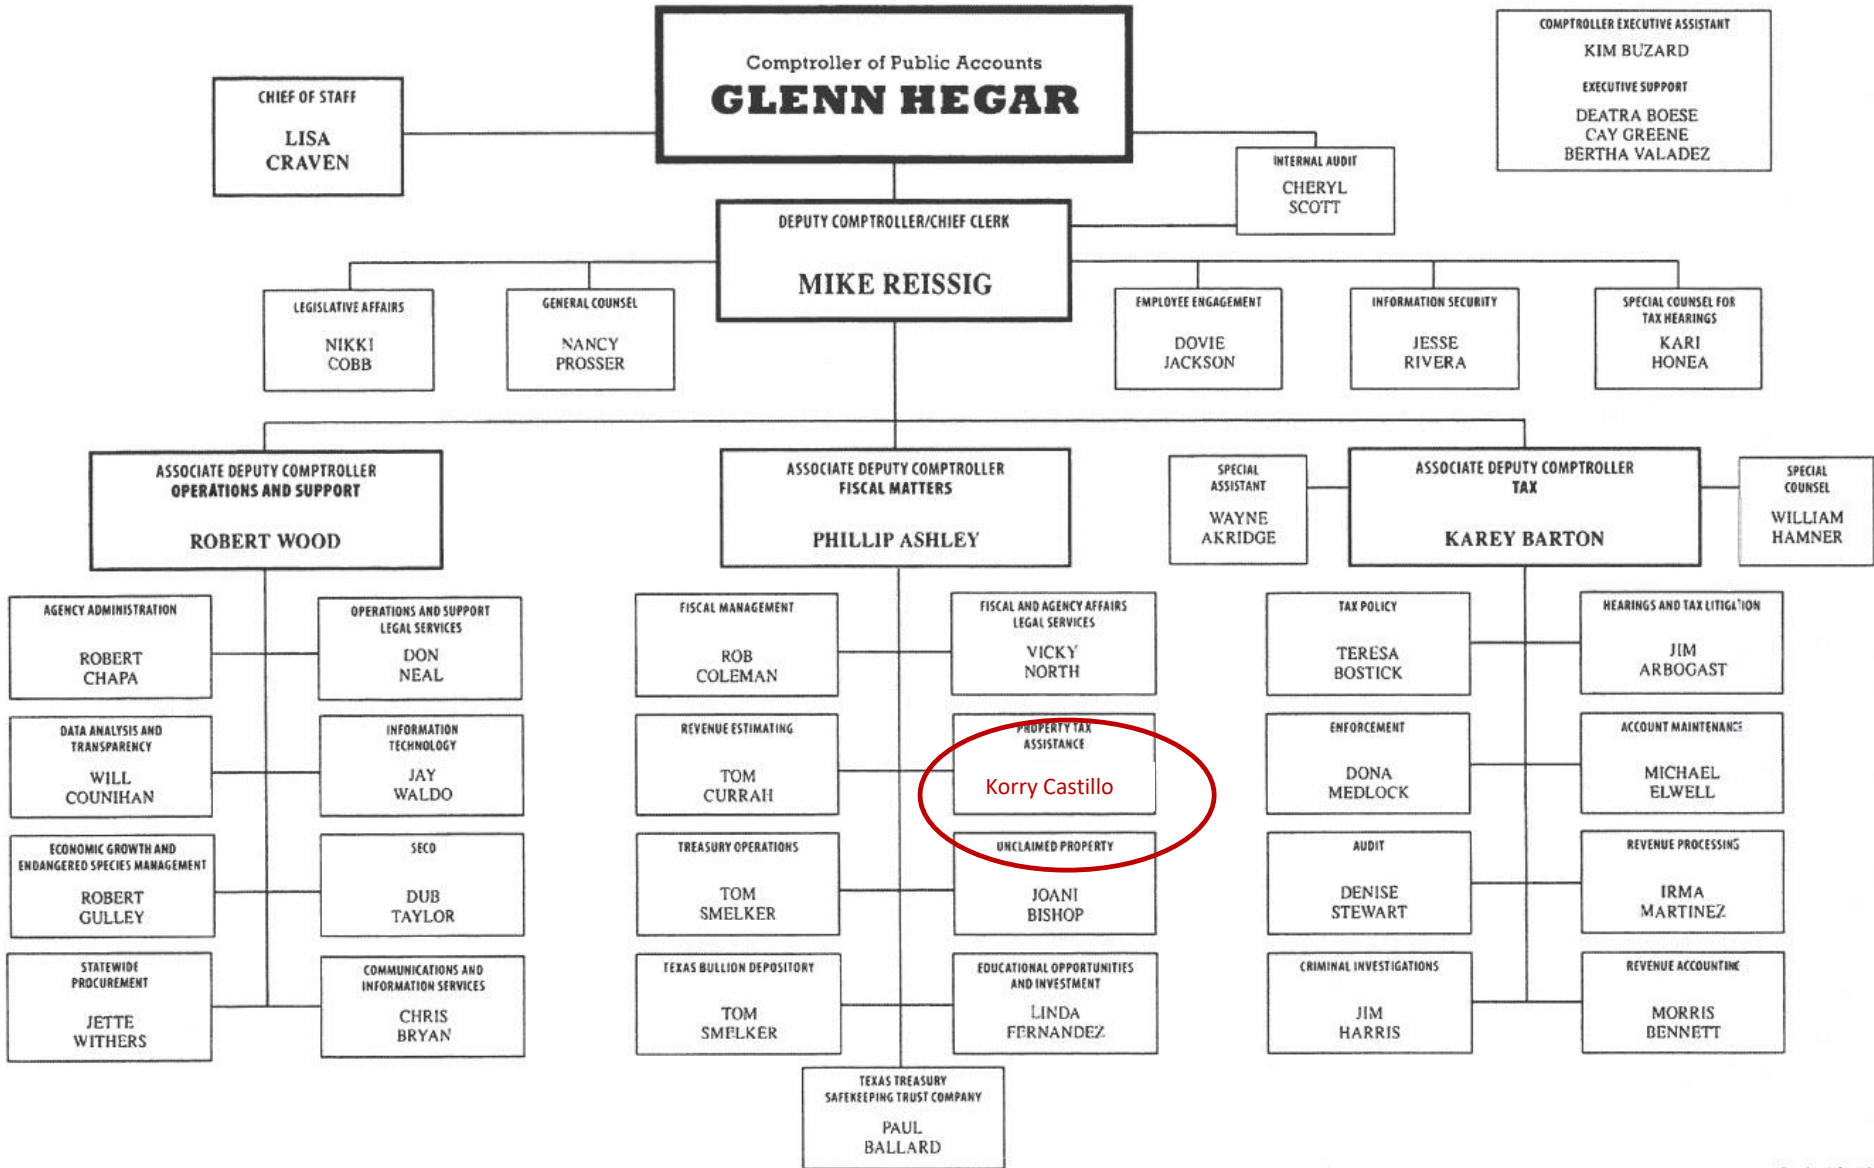 Comptroller of Public Accounts
GLENN HEGAR
COMPTROLLER EXECUTIVE ASSISTANT
KIM BUZARD
EXECUTIVE SUPPORT
DEATRA BOESE
CAY GREENE
BERTHA VALADEZ
CHIEF OF STAFF
LISA
CRAVEN
INTERNAL AUDIT
CHERYL
SCOTT
DEPUTY COMPTROLLER/CHIEF CLERK
MIKE REISSIG
LEGISLATIVE AFFAIRS
NIKKI
COBB
GENERAL COUNSEL
NANCY
PROSSER
EMPLOYEE ENGAGEMENT
DOVIE
JACKSON
INFORMATION SECURITY
JESSE
RIVERA
SPECIAL COUNSEL FOR
TAX HEARINGS
KARI
HONEA
ASSOCIATE DEPUTY COMPTROLLER
OPERATIONS AND SUPPORT
ROBERT WOOD
ASSOCIATE DEPUTY COMPTROLLER
FISCAL MATTERS
PHILLIP ASHLEY
SPECIAL
ASSISTANT
WAYNE
AKRIDGE
ASSOCIATE DEPUTY COMPTROLLER
TAX
KAREY BARTON
SPECIAL
COUNSEL
WILLIAM
HAMNER
AGENCY ADMINISTRATION
ROBERT
CHAPA
OPERATIONS AND SUPPORT
LEGAL SERVICES
DON
NEAL
DATA ANALYSIS AND
TRANSPARENCY
WILL
COUNIHAN
INFORMATION
TECHNOLOGY
JAY
WALDO
ECONOMIC GROWTH AND
ENDANGERED SPECIES MANAGEMENT
ROBERT
GULLEY
SECO
DUB
TAYLOR
STATEWIDE
PROCUREMENT
JETTE
WITHERS
COMMUNICATIONS AND
INFORMATION SERVICES
CHRIS
BRYAN
FISCAL MANAGEMENT
ROB
COLEMAN
FISCAL AND AGENCY AFFAIRS
LEGAL SERVICES
VICKY
NORTH
REVENUE ESTIMATING
TOM
CURRAH
PROPERTY TAX
ASSISTANCE
Korry Castillo
TREASURY OPERATIONS
TOM
SMELKER
UNCLAIMED PROPERTY
JOANI
BISHOP
TEXAS BULLION DEPOSITORY
TOM
SMELKER
EDUCATIONAL OPPORTUNITIES
AND INVESTMENT
LINDA
FERNANDEZ
TEXAS TREASURY
SAFEKEEPING TRUST COMPANY
PAUL
BALLARD
TAX POLICY
TERESA
BOSTICK
HEARINGS AND TAX LITIGATION
JIM
ARBOGAST
ENFORCEMENT
DONA
MEDLOCK
ACCOUNT MAINTENANCE
MICHAEL
ELWELL
AUDIT
DENISE
STEWART
REVENUE PROCESSING
IRMA
MARTINEZ
CRIMINAL INVESTIGATIONS
JIM
HARRIS
REVENUE ACCOUNTING
MORRIS
BENNETT